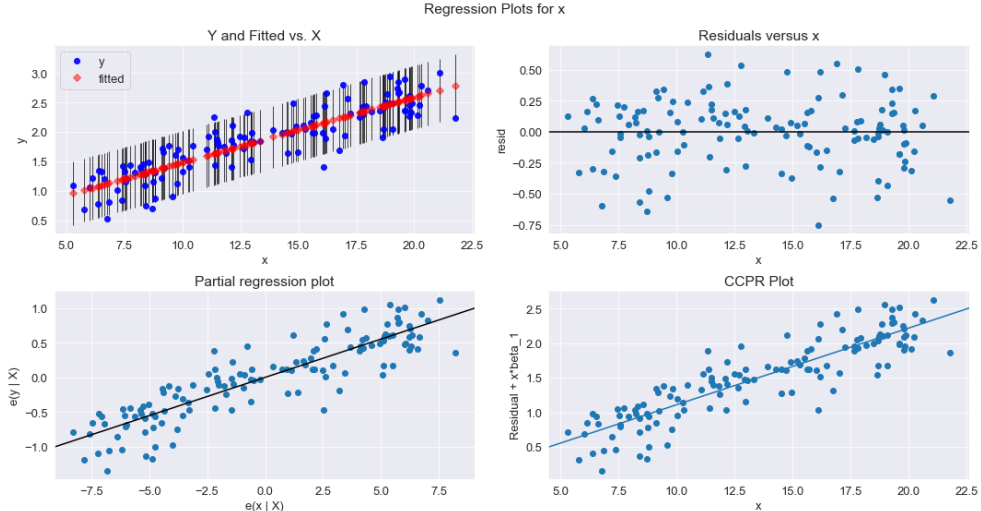 Regression Plots for x
Y and Fitted vs. X
y
fitted
3.0
2.5
2.0
1.5
1.0
0.5
y
5.0 7.5 10.0 12.5 15.0 17.5 20.0 22.5
x
Residuals versus x
0.50
0.25
0.00
−0.25
−0.50
−0.75
resid
5.0 7.5 10.0 12.5 15.0 17.5 20.0 22.5
x
Partial regression plot
1.0
0.5
0.0
−0.5
−1.0
e(y | X)
−7.5 −5.0 −2.5 0.0 2.5 5.0 7.5
e(x | X)
CCPR Plot
2.5
2.0
1.5
1.0
0.5
Residual + x*beta_1
5.0 7.5 10.0 12.5 15.0 17.5 20.0 22.5
x